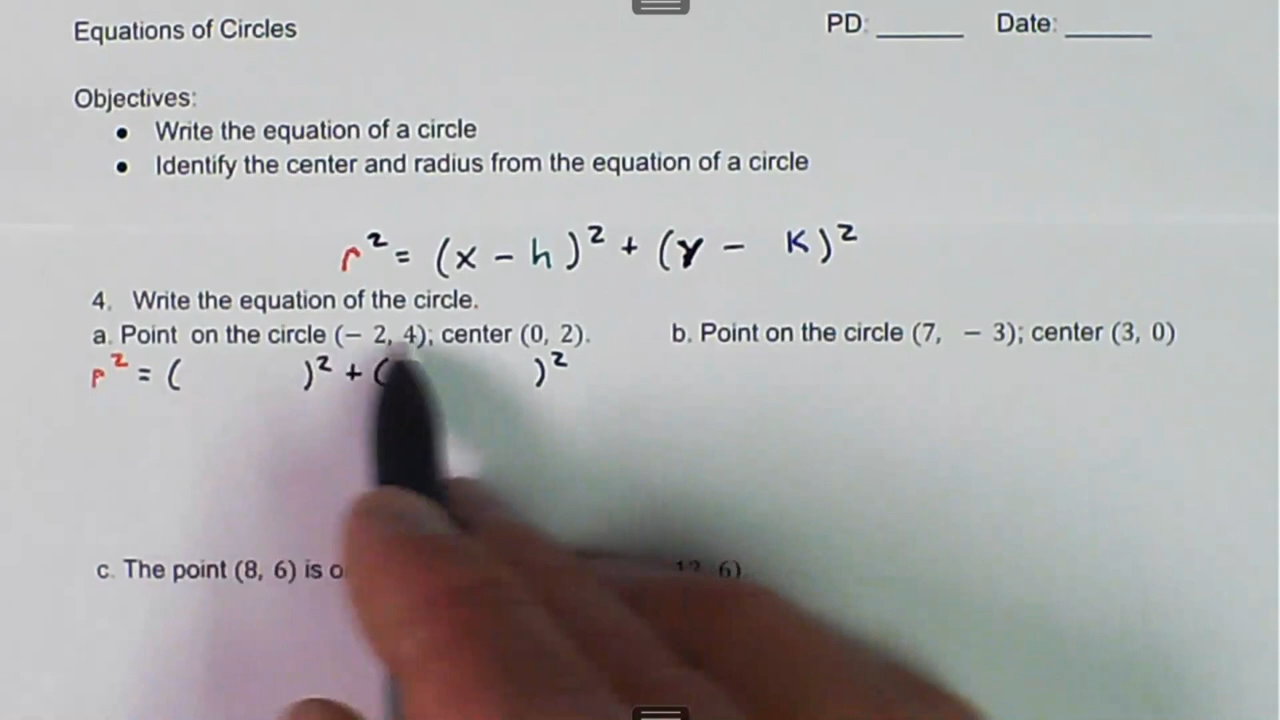 Equations of Circles PD: ______ Date: ______
Objectives:
● Write the equation of a circle
● Identify the center and radius from the equation of a circle
r² = (x - h)² + (y - k)²
4. Write the equation of the circle.
a. Point on the circle (− 2, 4); center (0, 2). b. Point on the circle (7, − 3); center (3, 0)
r² = ( )² + ( )²
c. The point (8, 6) is 6)